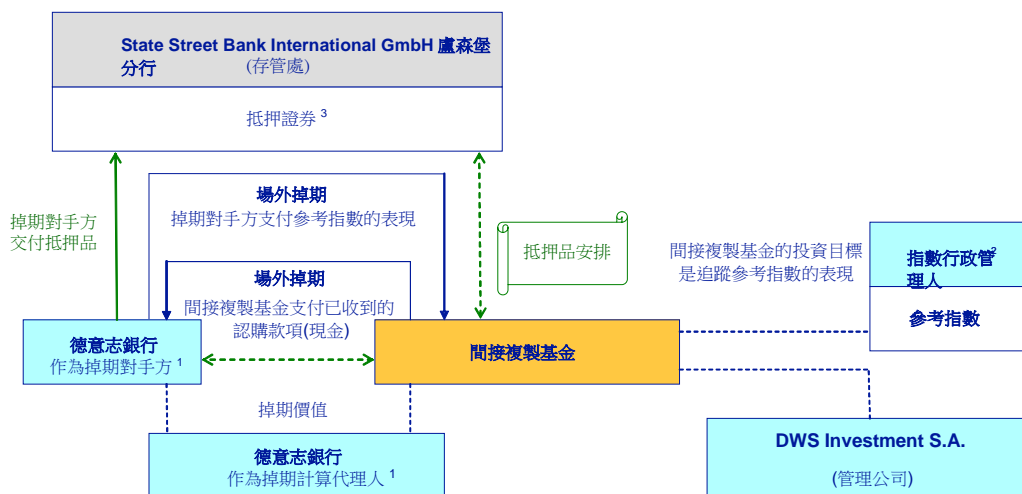 State Street Bank International GmbH 盧森堡
分行
(存管處)
抵押證券 ³
場外掉期
掉期對手方支付參考指數的表現
掉期對手方
交付抵押品
抵押品安排
間接複製基金的投資目標
是追蹤參考指數的表現
指數行政管²
理人
參考指數
場外掉期
間接複製基金支付已收到的
認購款項(現金)
德意志銀行
作為掉期對手方 ¹
間接複製基金
掉期價值
德意志銀行
作為掉期計算代理人 ¹
DWS Investment S.A.
(管理公司)